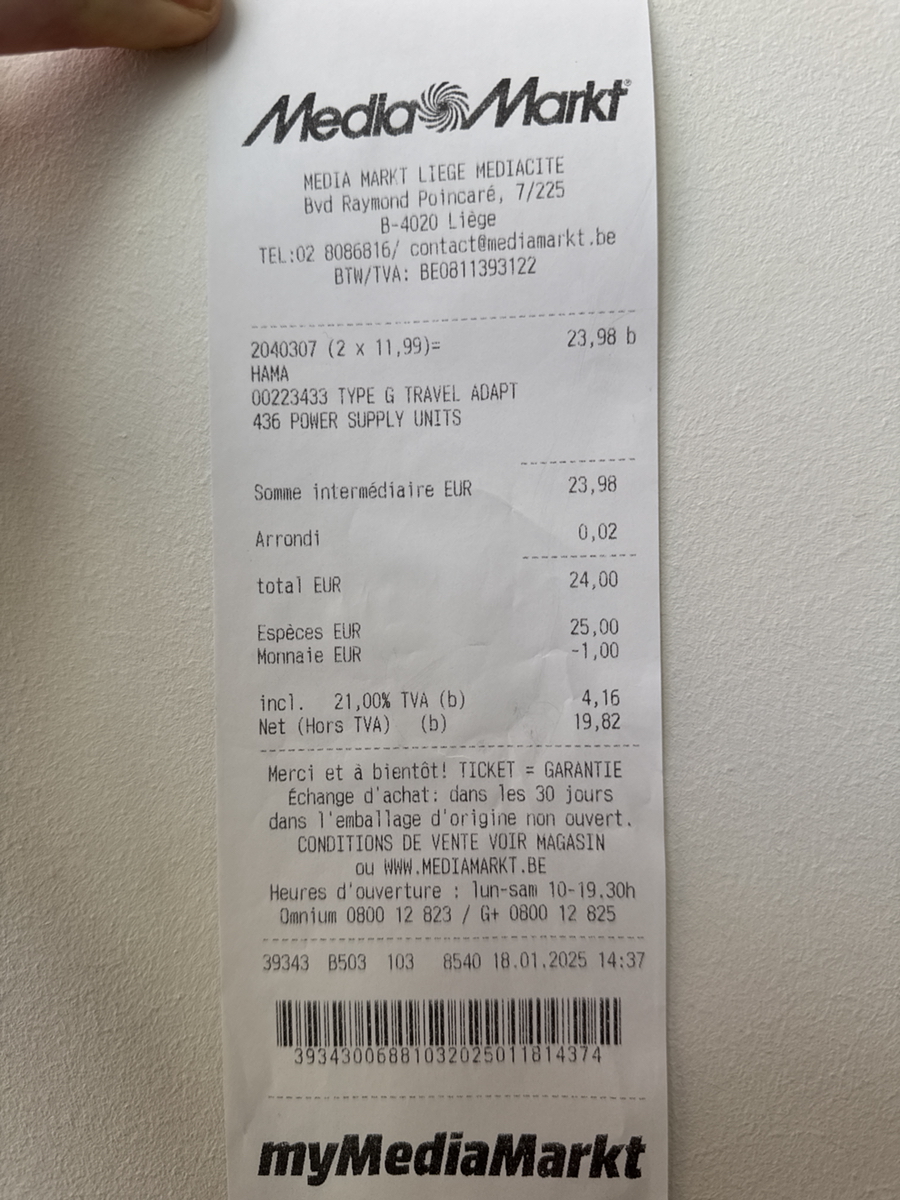 Media Markt®
MEDIA MARKT LIEGE MEDIACITE
Bvd Raymond Poincaré, 7/225
B-4020 Liège
TEL:02 8086816/ contact@mediamarkt.be
BTW/TVA: BE0811393122
2040307 (2 x 11,99)= 23,98 b
HAMA
00223433 TYPE G TRAVEL ADAPT
436 POWER SUPPLY UNITS
Somme intermédiaire EUR 23,98
Arrondi 0,02
total EUR 24,00
Espèces EUR 25,00
Monnaie EUR -1,00
incl. 21,00% TVA (b) 4,16
Net (Hors TVA) (b) 19,82
Merci et à bientôt! TICKET = GARANTIE
Échange d'achat: dans les 30 jours
dans l'emballage d'origine non ouvert.
CONDITIONS DE VENTE VOIR MAGASIN
ou WWW.MEDIAMARKT.BE
Heures d'ouverture : lun-sam 10-19.30h
Omnium 0800 12 823 / G+ 0800 12 825
39343 B503 103 8540 18.01.2025 14:37
39343006881032025011814374
myMediaMarkt